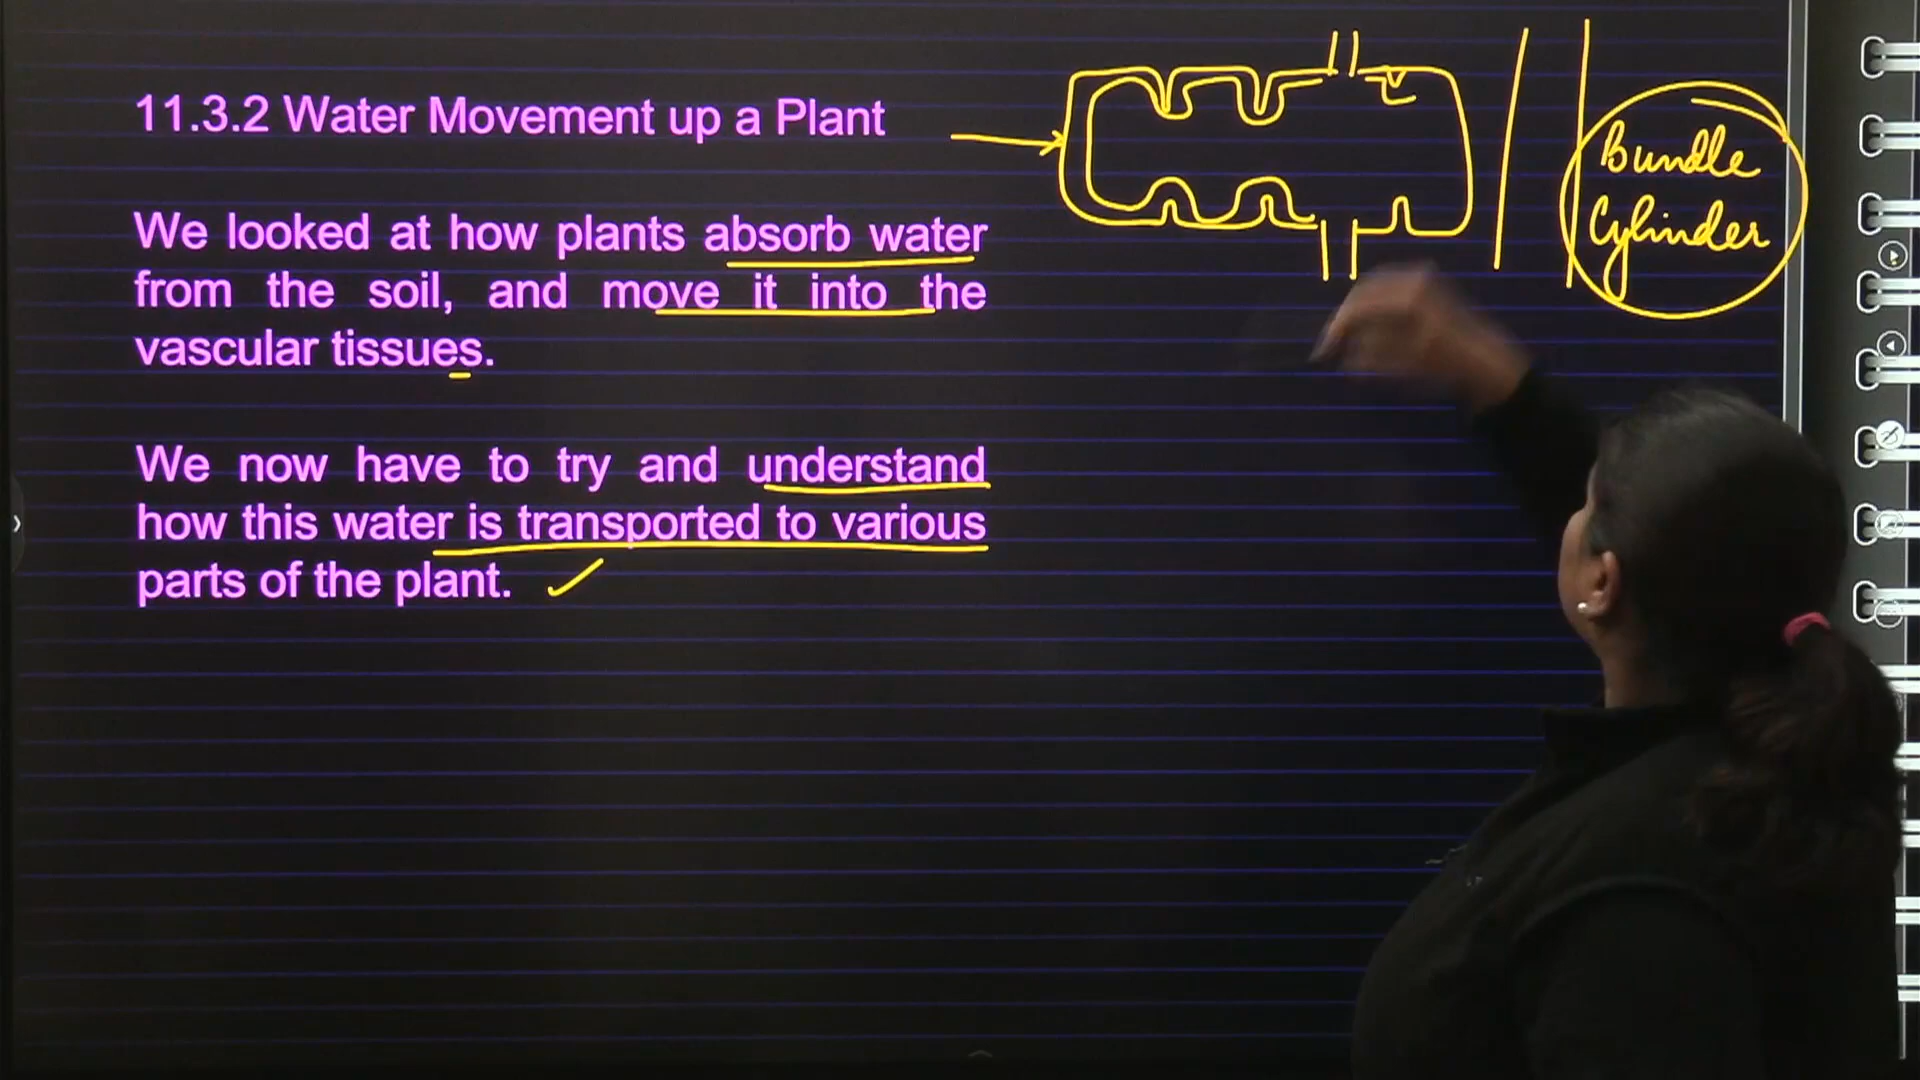 11.3.2 Water Movement up a Plant
We looked at how plants absorb water
from the soil, and move it into the
vascular tissues.
We now have to try and understand
how this water is transported to various
parts of the plant.
Bundle
Cylinder